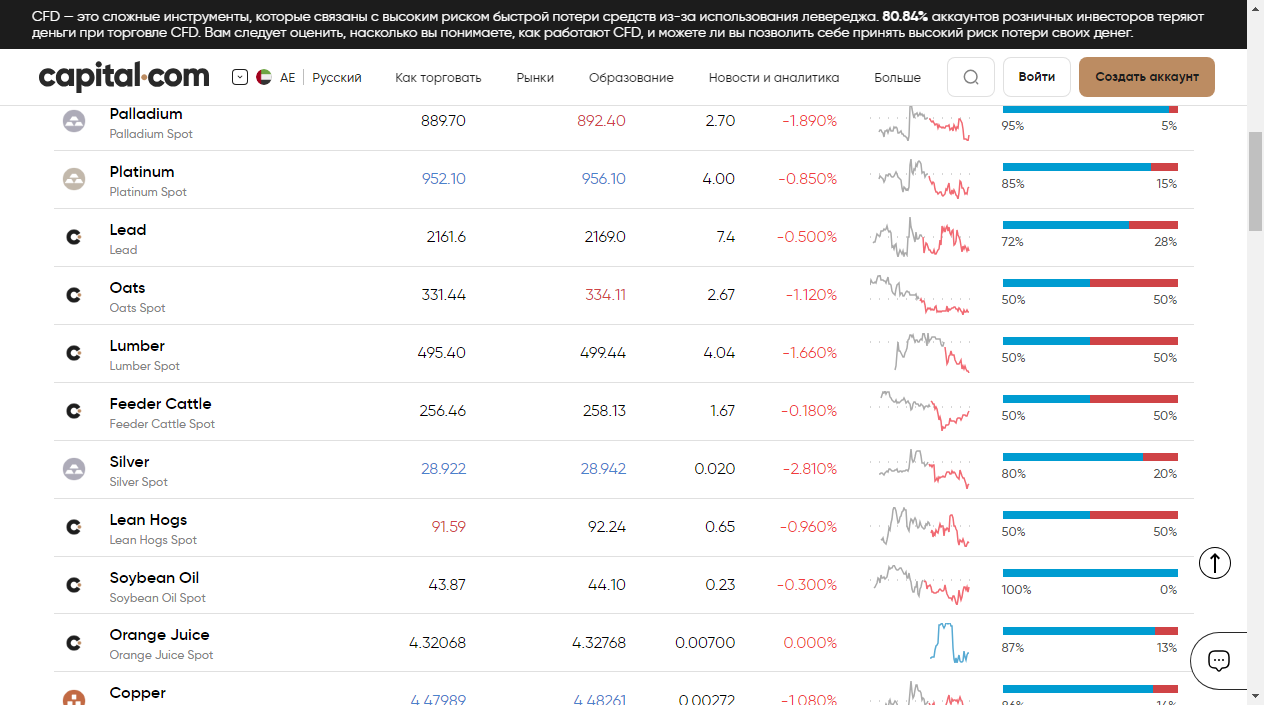 CFD — это сложные инструменты, которые связаны с высоким риском быстрой потери средств из-за использования левереджа. 80.84% аккаунтов розничных инвесторов теряют
деньги при торговле CFD. Вам следует оценить, насколько вы понимаете, как работают CFD, и можете ли вы позволить себе принять высокий риск потери своих денег.
capital.com AE Русский Как торговать Рынки Образование Новости и аналитика Больше Войти Создать аккаунт
Palladium 889.70 892.40 2.70 -1.890%
Palladium Spot 95% 5%
Platinum 952.10 956.10 4.00 -0.850%
Platinum Spot 85% 15%
Lead 2161.6 2169.0 7.4 -0.500%
Lead 72% 28%
Oats 331.44 334.11 2.67 -1.120%
Oats Spot 50% 50%
Lumber 495.40 499.44 4.04 -1.660%
Lumber Spot 50% 50%
Feeder Cattle 256.46 258.13 1.67 -0.180%
Feeder Cattle Spot 50% 50%
Silver 28.922 28.942 0.020 -2.810%
Silver Spot 80% 20%
Lean Hogs 91.59 92.24 0.65 -0.960%
Lean Hogs Spot 50% 50%
Soybean Oil 43.87 44.10 0.23 -0.300%
Soybean Oil Spot 100% 0%
Orange Juice 4.32068 4.32768 0.00700 0.000%
Orange Juice Spot 87% 13%
Copper 4.47989 4.48261 0.00272 -1.080%
86% 14%